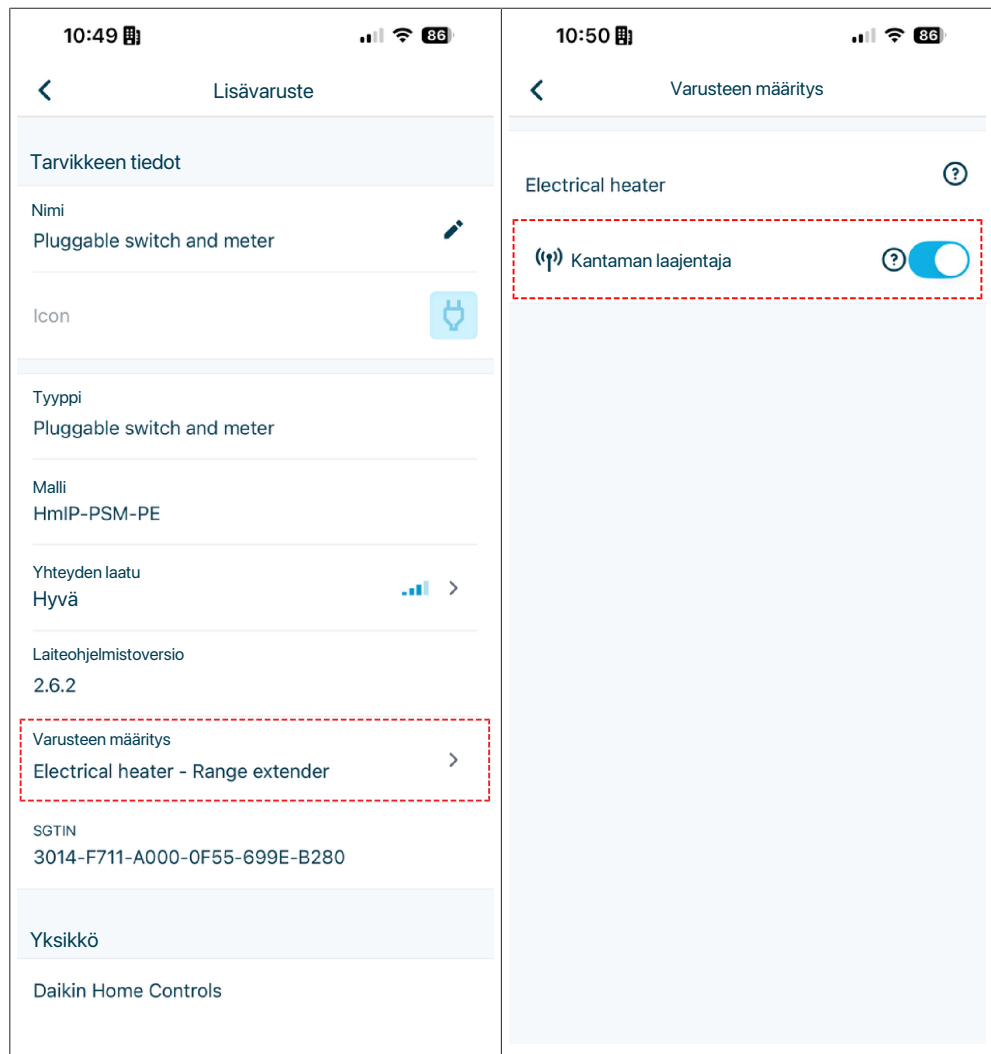 10:49
86
Lisävaruste
Tarvikkeen tiedot
Nimi
Pluggable switch and meter
Icon
Tyyppi
Pluggable switch and meter
Malli
HmIP-PSM-PE
Yhteyden laatu
Hyvä
Laiteohjelmistoversio
2.6.2
Varusteen määritys
Electrical heater - Range extender
SGTIN
3014-F711-A000-0F55-699E-B280
Yksikkö
Daikin Home Controls
10:50
86
Varusteen määritys
Electrical heater
?
Kantaman laajentaja
?